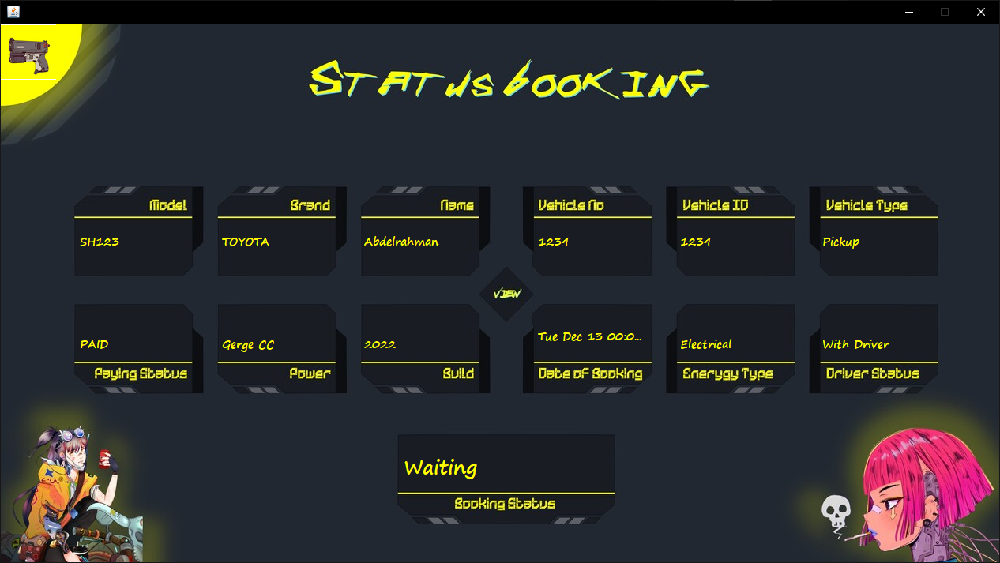 Status booking
Model
Brand
Name
Vehicle No
Vehicle ID
Vehicle Type
SH123
TOYOTA
Abdelrahman
1234
1234
Pickup
VIEW
PAID
Gerge CC
2022
Tue Dec 13 00:0...
Electrical
With Driver
Paying Status
Power
Build
Date of Booking
Enerygy Type
Driver Status
Waiting
Booking Status